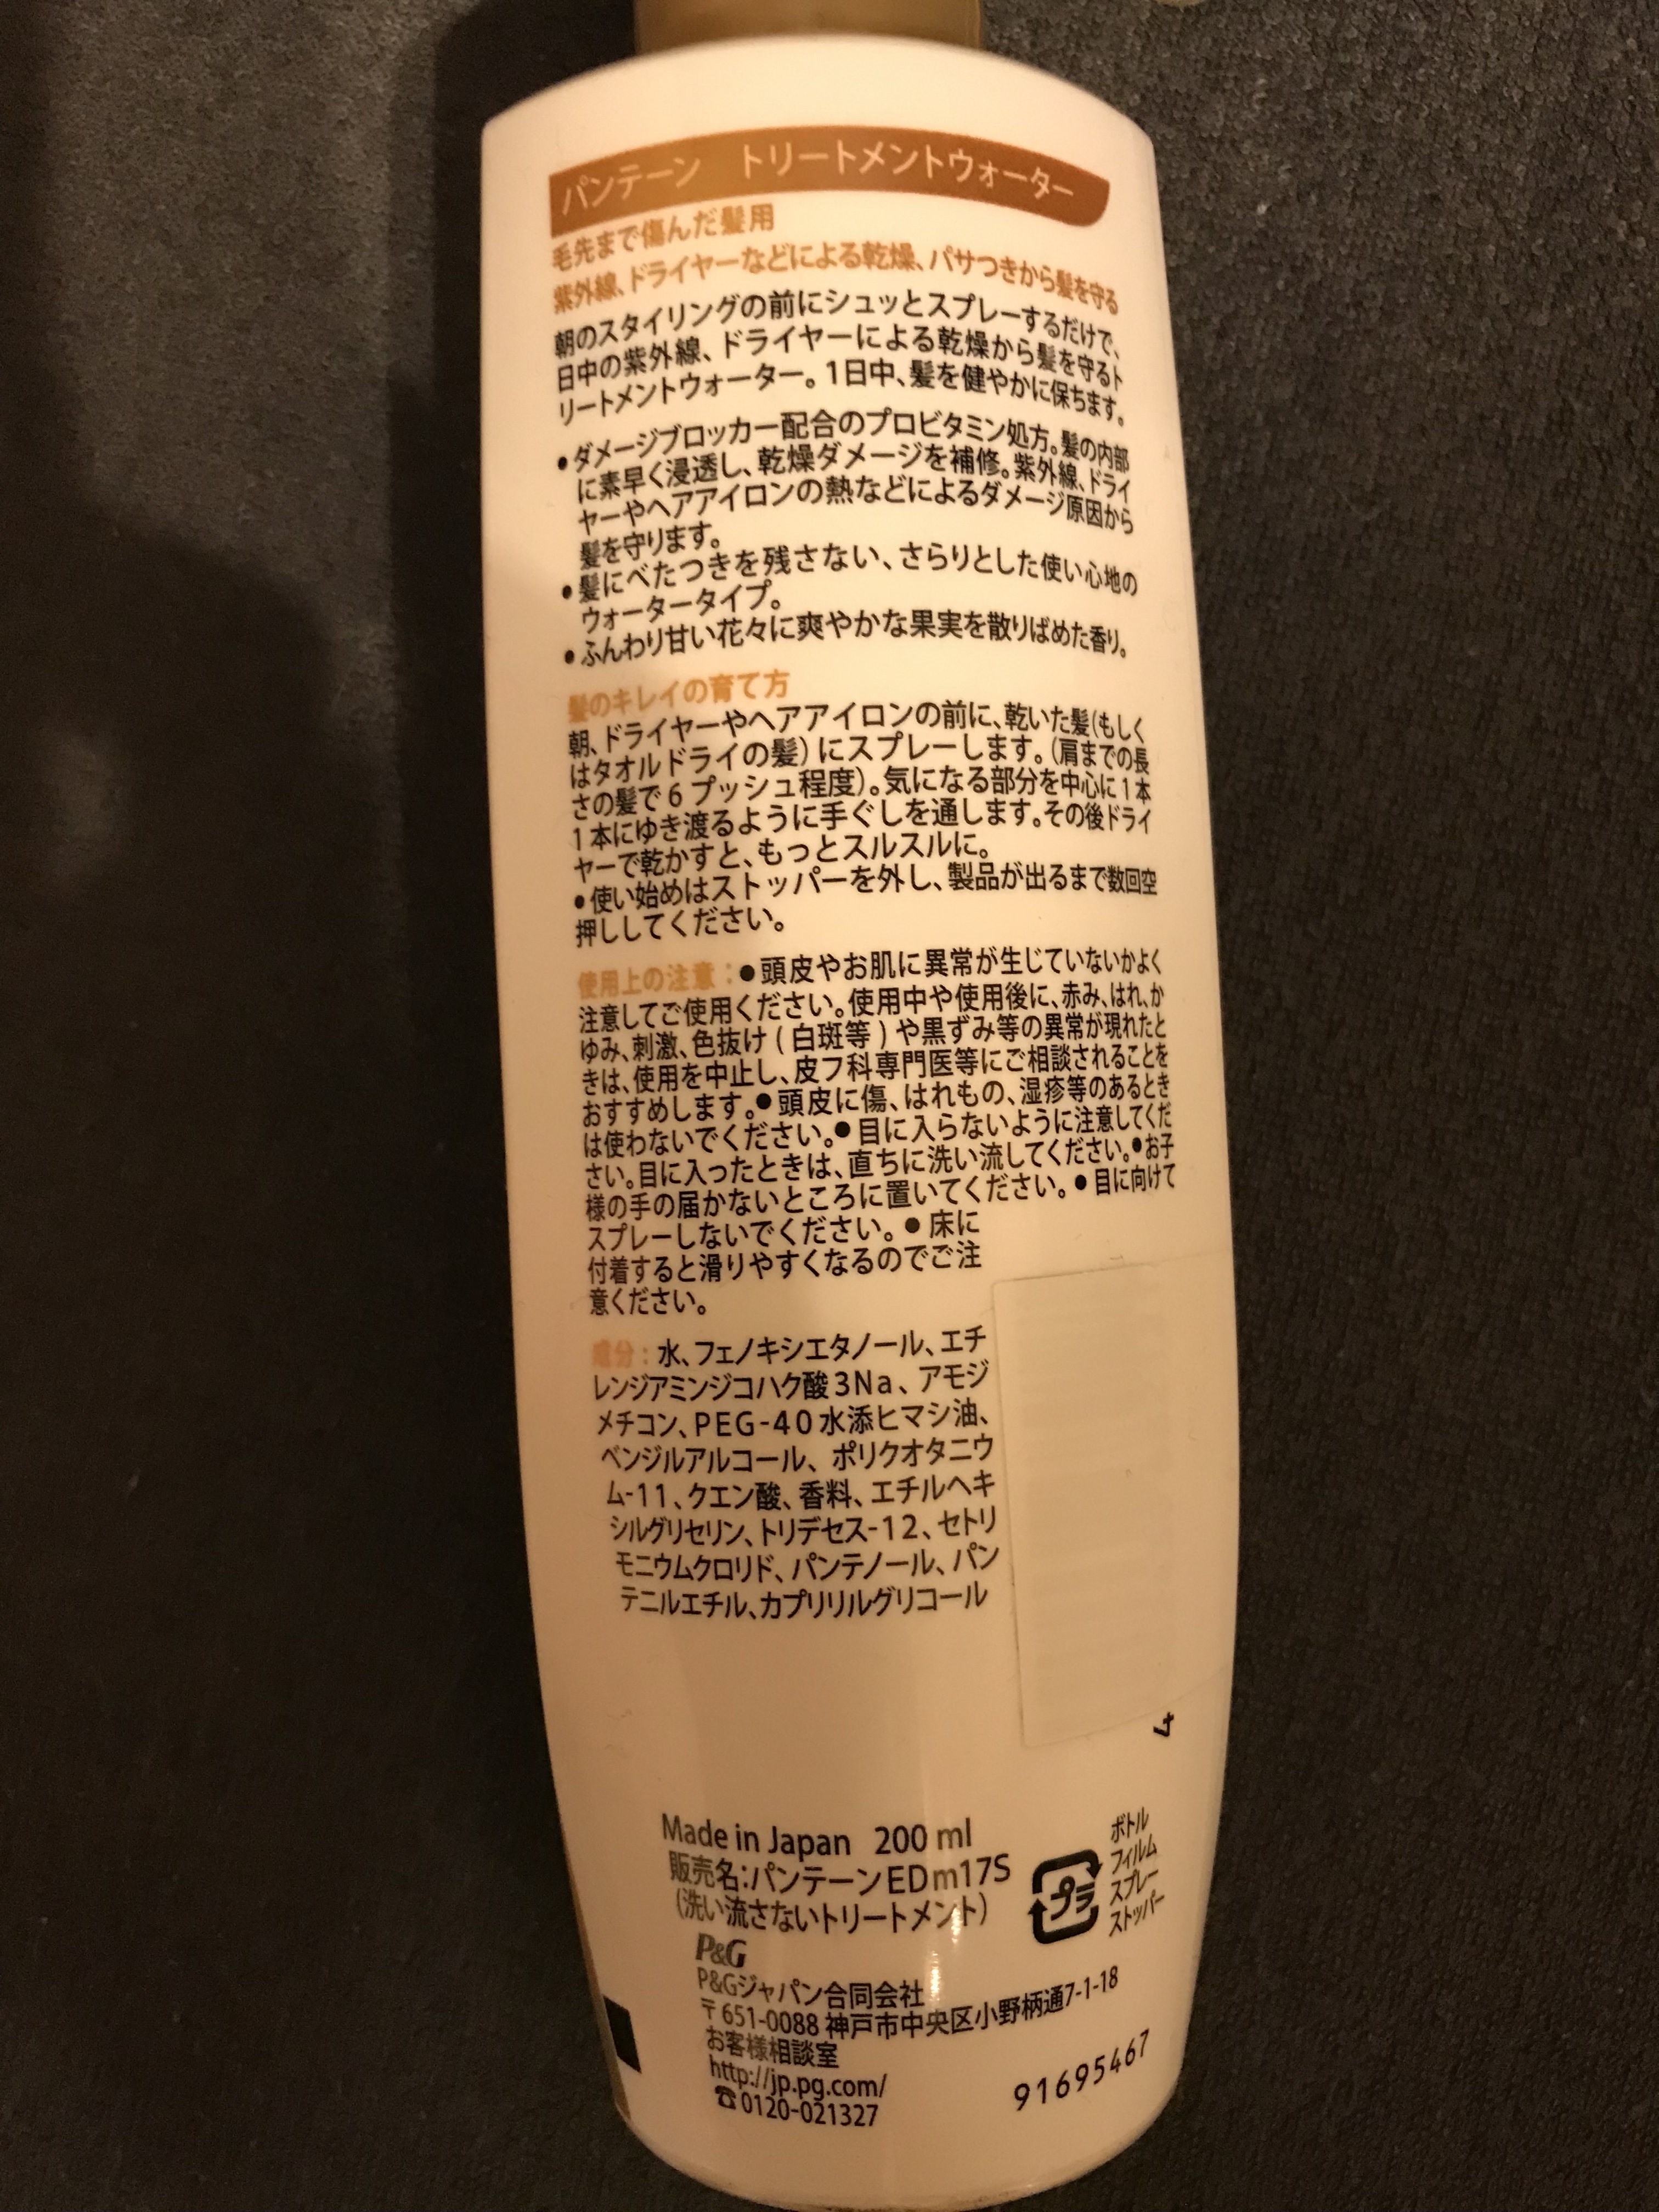 パンテーン トリートメントウォーター
毛先まで傷んだ髪用
紫外線、ドライヤーなどによる乾燥、パサつきから髪を守る
朝のスタイリングの前にシュッとスプレーするだけで、
日中の紫外線、ドライヤーによる乾燥から髪を守るト
リートメントウォーター。1日中、髪を健やかに保ちます。
●ダメージブロッカー配合のプロビタミン処方。髪の内部
に素早く浸透し、乾燥ダメージを補修。紫外線、ドライ
ヤーやヘアアイロンの熱などによるダメージ原因から
髪を守ります。
●髪にべたつきを残さない、さらりとした使い心地の
ウォータータイプ。
●ふんわり甘い花々に爽やかな果実を散りばめた香り。
髪のキレイの育て方
朝、ドライヤーやヘアアイロンの前に、乾いた髪(もしく
はタオルドライの髪)にスプレーします。(肩までの長
さの髪で6プッシュ程度)。気になる部分を中心に1本
1本にゆき渡るように手ぐしを通します。その後ドライ
ヤーで乾かすと、もっとスルスルに。
●使い始めはストッパーを外し、製品が出るまで数回空
押ししてください。
使用上の注意:●頭皮やお肌に異常が生じていないかよく
注意してご使用ください。使用中や使用後に、赤み、はれ、か
ゆみ、刺激、色抜け(白斑等)や黒ずみ等の異常が現れたと
きは、使用を中止し、皮フ科専門医等にご相談されることを
おすすめします。●頭皮に傷、はれもの、湿疹等のあるとき
は使わないでください。●目に入らないように注意してくだ
さい。目に入ったときは、直ちに洗い流してください。●お子
様の手の届かないところに置いてください。●目に向けて
スプレーしないでください。●床に
付着すると滑りやすくなるのでご注
意ください。
成分:水、フェノキシエタノール、エチ
レンジアミンジコハク酸3Na、アモジ
メチコン、PEG-40水添ヒマシ油、
ベンジルアルコール、ポリクオタニウ
ム-11、クエン酸、香料、エチルヘキ
シルグリセリン、トリデセス-12、セトリ
モニウムクロリド、パンテノール、パン
テニルエチル、カプリリルグリコール
Made in Japan 200 ml
販売名:パンテーンEDm17S
(洗い流さないトリートメント)
プラ
ボトル
フィルム
スプレー
ストッパー
P&G
P&Gジャパン合同会社
〒651-0088 神戸市中央区小野柄通7-1-18
お客様相談室
http://jp.pg.com/
☎0120-021327
91695467